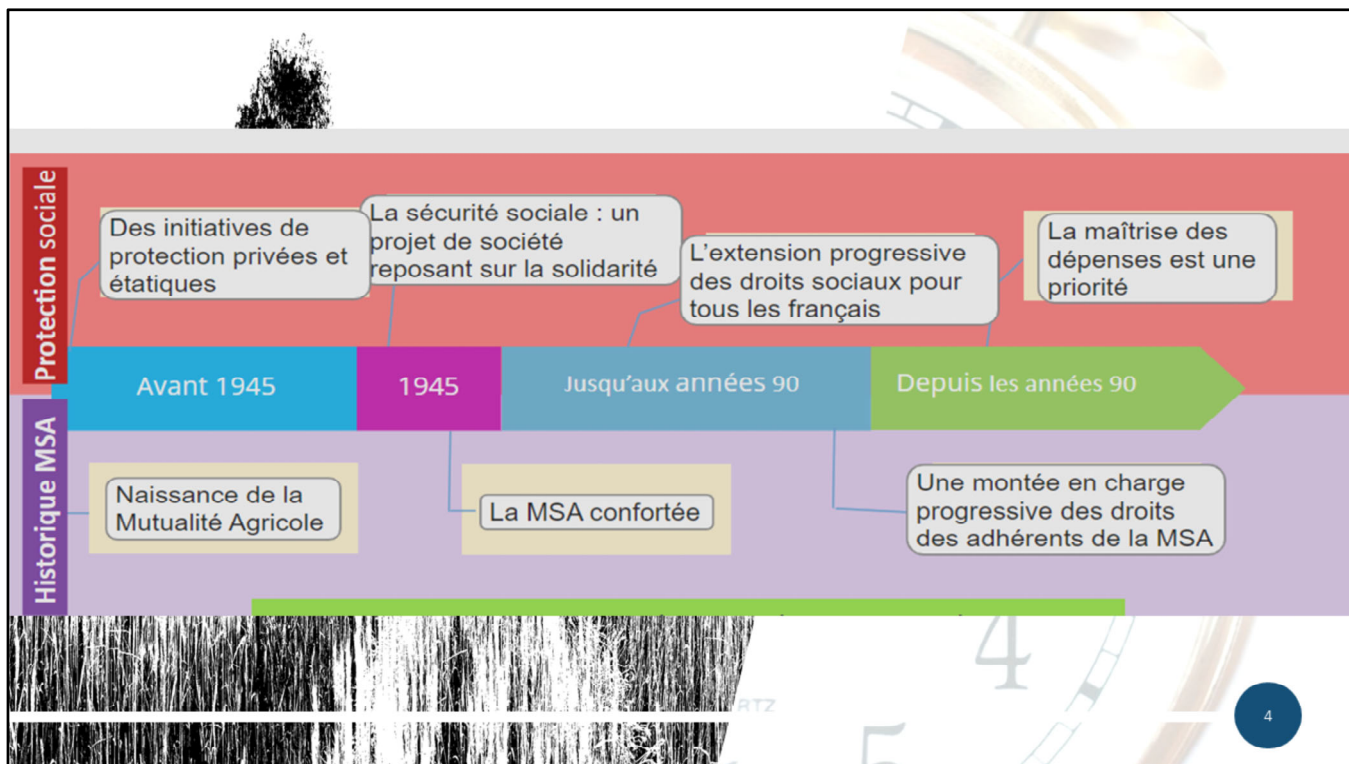 Protection sociale
Des initiatives de
protection privées et
étatiques
La sécurité sociale : un
projet de société
reposant sur la solidarité
L'extension progressive
des droits sociaux pour
tous les français
La maîtrise des
dépenses est une
priorité
Avant 1945
1945
Jusqu'aux années 90
Depuis les années 90
Historique MSA
Naissance de la
Mutualité Agricole
La MSA confortée
Une montée en charge
progressive des droits
des adhérents de la MSA
4
RTZ
5
4